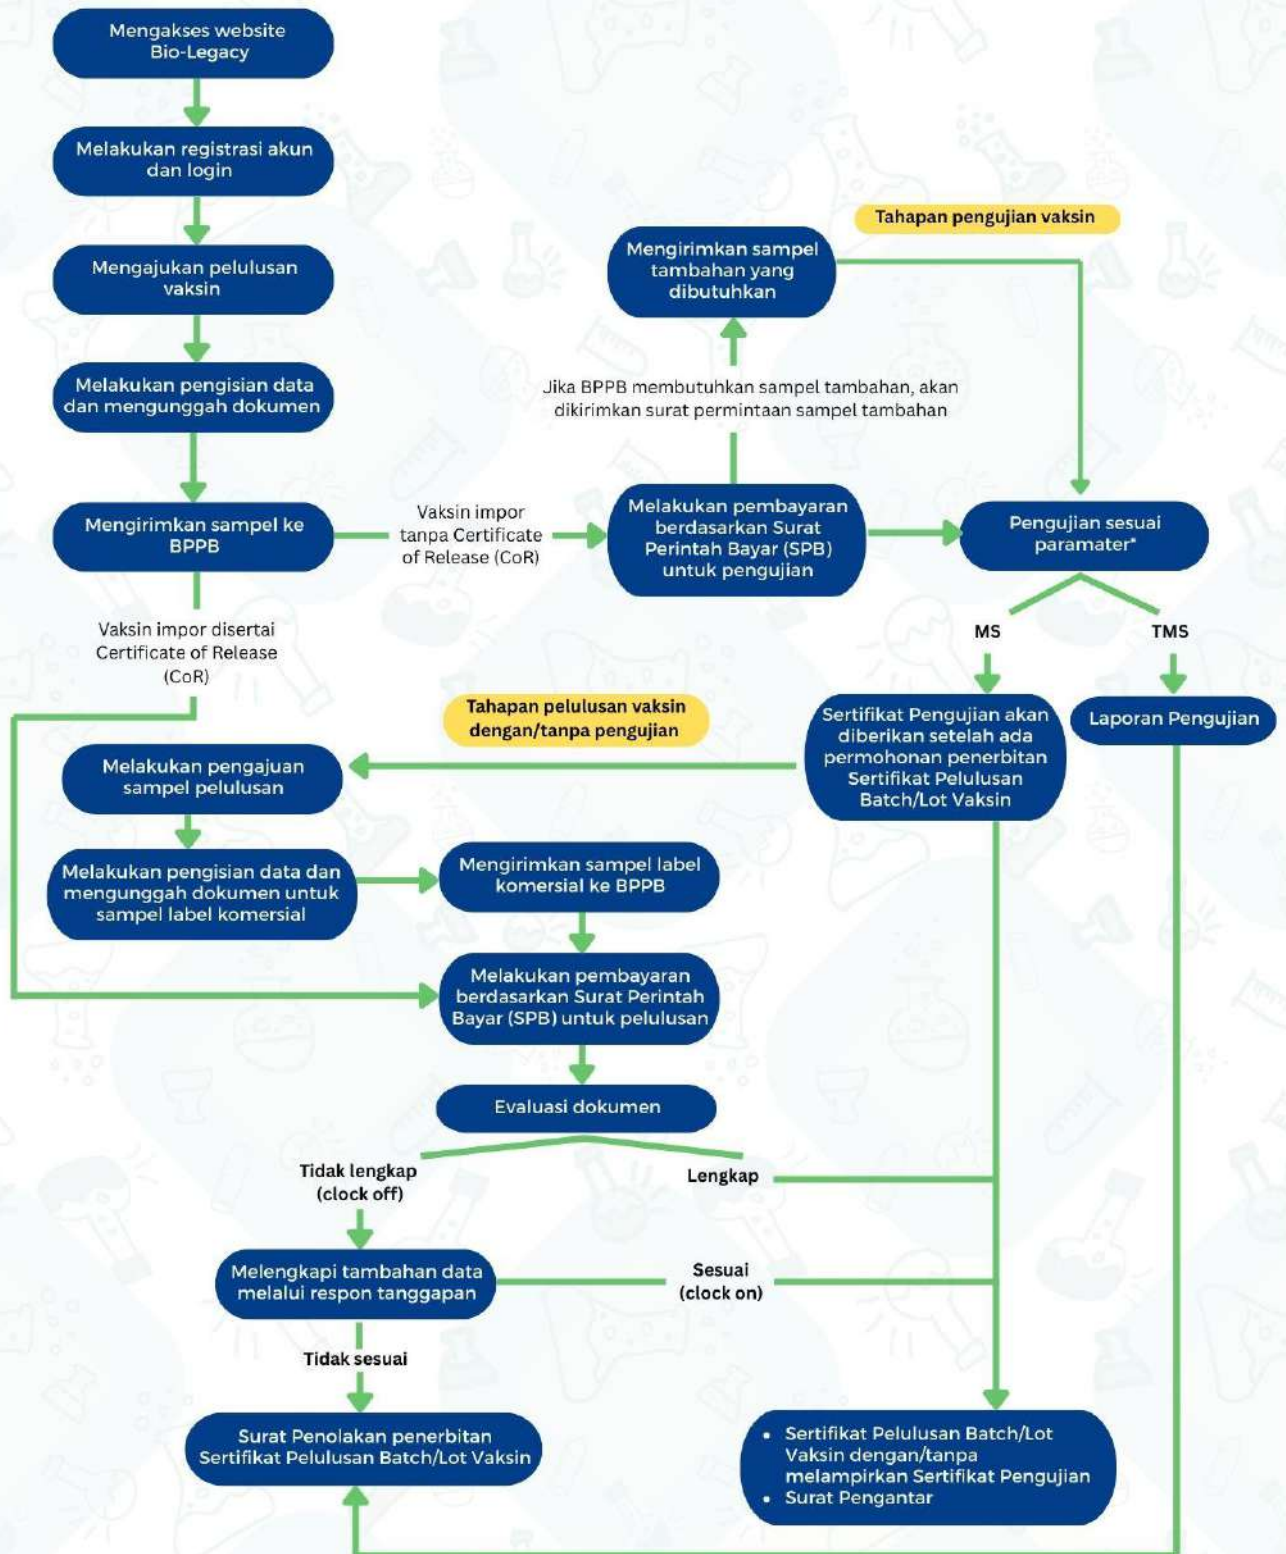 Mengakses website
Bio-Legacy
Melakukan registrasi akun
dan login
Mengajukan pelulusan
vaksin
Melakukan pengisian data
dan mengunggah dokumen
Mengirimkan sampel ke
BPPB
Vaksin impor
tanpa Certificate
of Release (CoR)
Melakukan pembayaran
berdasarkan Surat
Perintah Bayar (SPB)
untuk pengujian
Jika BPPB membutuhkan sampel tambahan, akan
dikirimkan surat permintaan sampel tambahan
Mengirimkan sampel
tambahan yang
dibutuhkan
Tahapan pengujian vaksin
Pengujian sesuai
paramater*
MS
TMS
Sertifikat Pengujian akan
diberikan setelah ada
permohonan penerbitan
Sertifikat Pelulusan
Batch/Lot Vaksin
Laporan Pengujian
Vaksin impor disertai
Certificate of Release
(CoR)
Tahapan pelulusan vaksin
dengan/tanpa pengujian
Melakukan pengajuan
sampel pelulusan
Melakukan pengisian data dan
mengunggah dokumen untuk
sampel label komersial
Mengirimkan sampel label
komersial ke BPPB
Melakukan pembayaran
berdasarkan Surat Perintah
Bayar (SPB) untuk pelulusan
Evaluasi dokumen
Tidak lengkap
(clock off)
Lengkap
Melengkapi tambahan data
melalui respon tanggapan
Sesuai
(clock on)
Tidak sesuai
Surat Penolakan penerbitan
Sertifikat Pelulusan Batch/Lot Vaksin
• Sertifikat Pelulusan Batch/Lot
Vaksin dengan/tanpa
melampirkan Sertifikat Pengujian
• Surat Pengantar